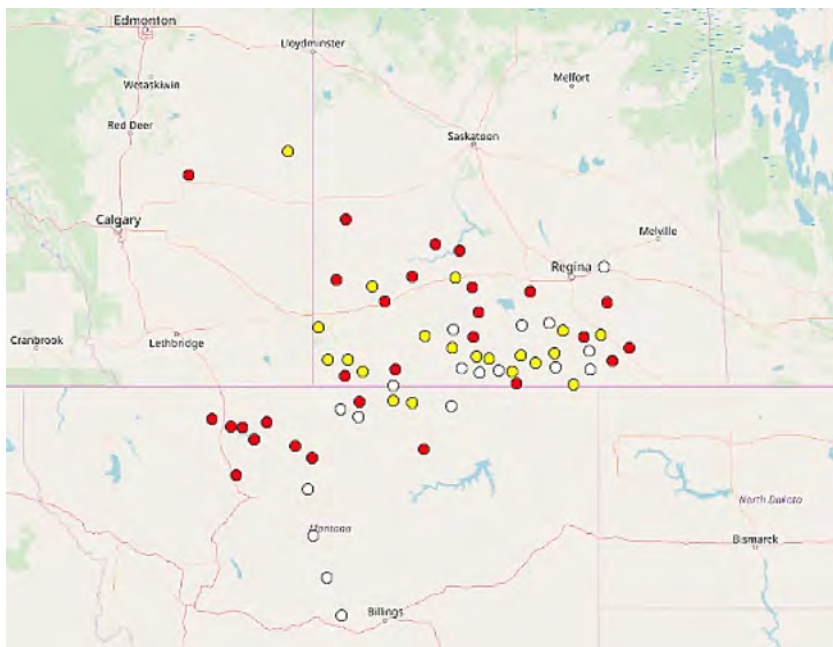 Edmonton
Lloydminster
Wetaskiwin
Melfort
Red Deer
Saskatoon
Calgary
Melville
Regina
Cranbrook
Lethbridge
North Dakota
Montana
Bismarck
Billings